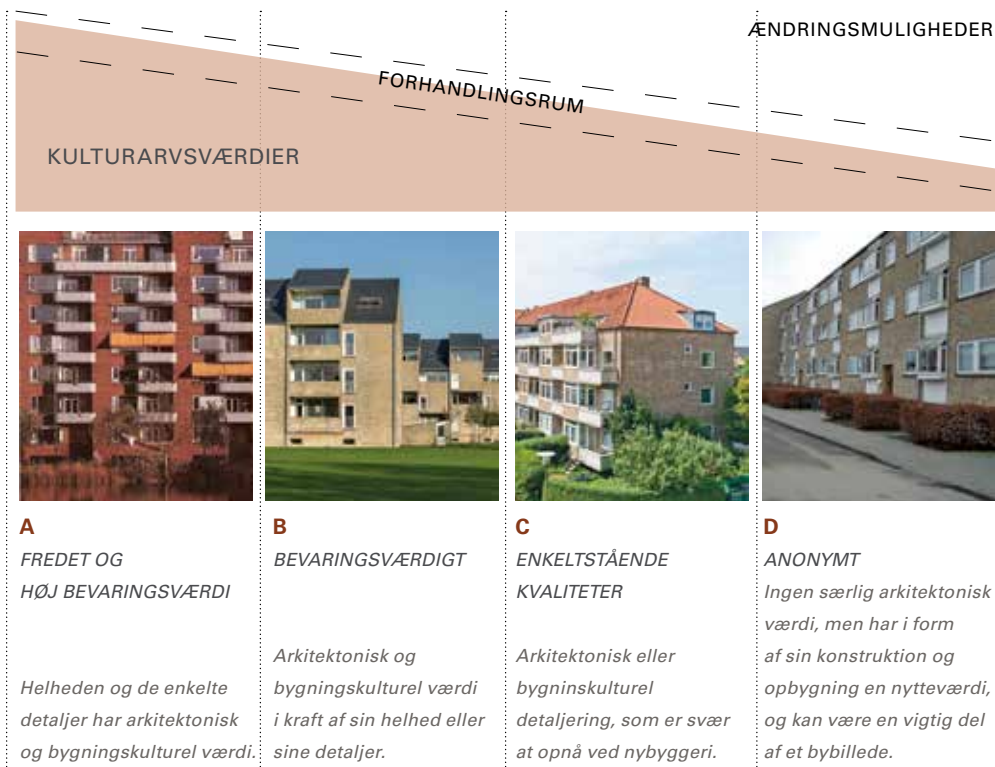 ÆNDRINGSMULIGHEDER
FORHANDLINGSRUM
KULTURARVSVÆRDIER
A
FREDET OG
HØJ BEVARINGSVÆRDI
Helheden og de enkelte
detaljer har arkitektonisk
og bygningskulturel værdi.
B
BEVARINGSVÆRDIGT
Arkitektonisk og
bygningskulturel værdi
i kraft af sin helhed eller
sine detaljer.
C
ENKELTSTÅENDE
KVALITETER
Arkitektonisk eller
bygninskulturel
detaljering, som er svær
at opnå ved nybyggeri.
D
ANONYMT
Ingen særlig arkitektonisk
værdi, men har i form
af sin konstruktion og
opbygning en nytteværdi,
og kan være en vigtig del
af et bybillede.